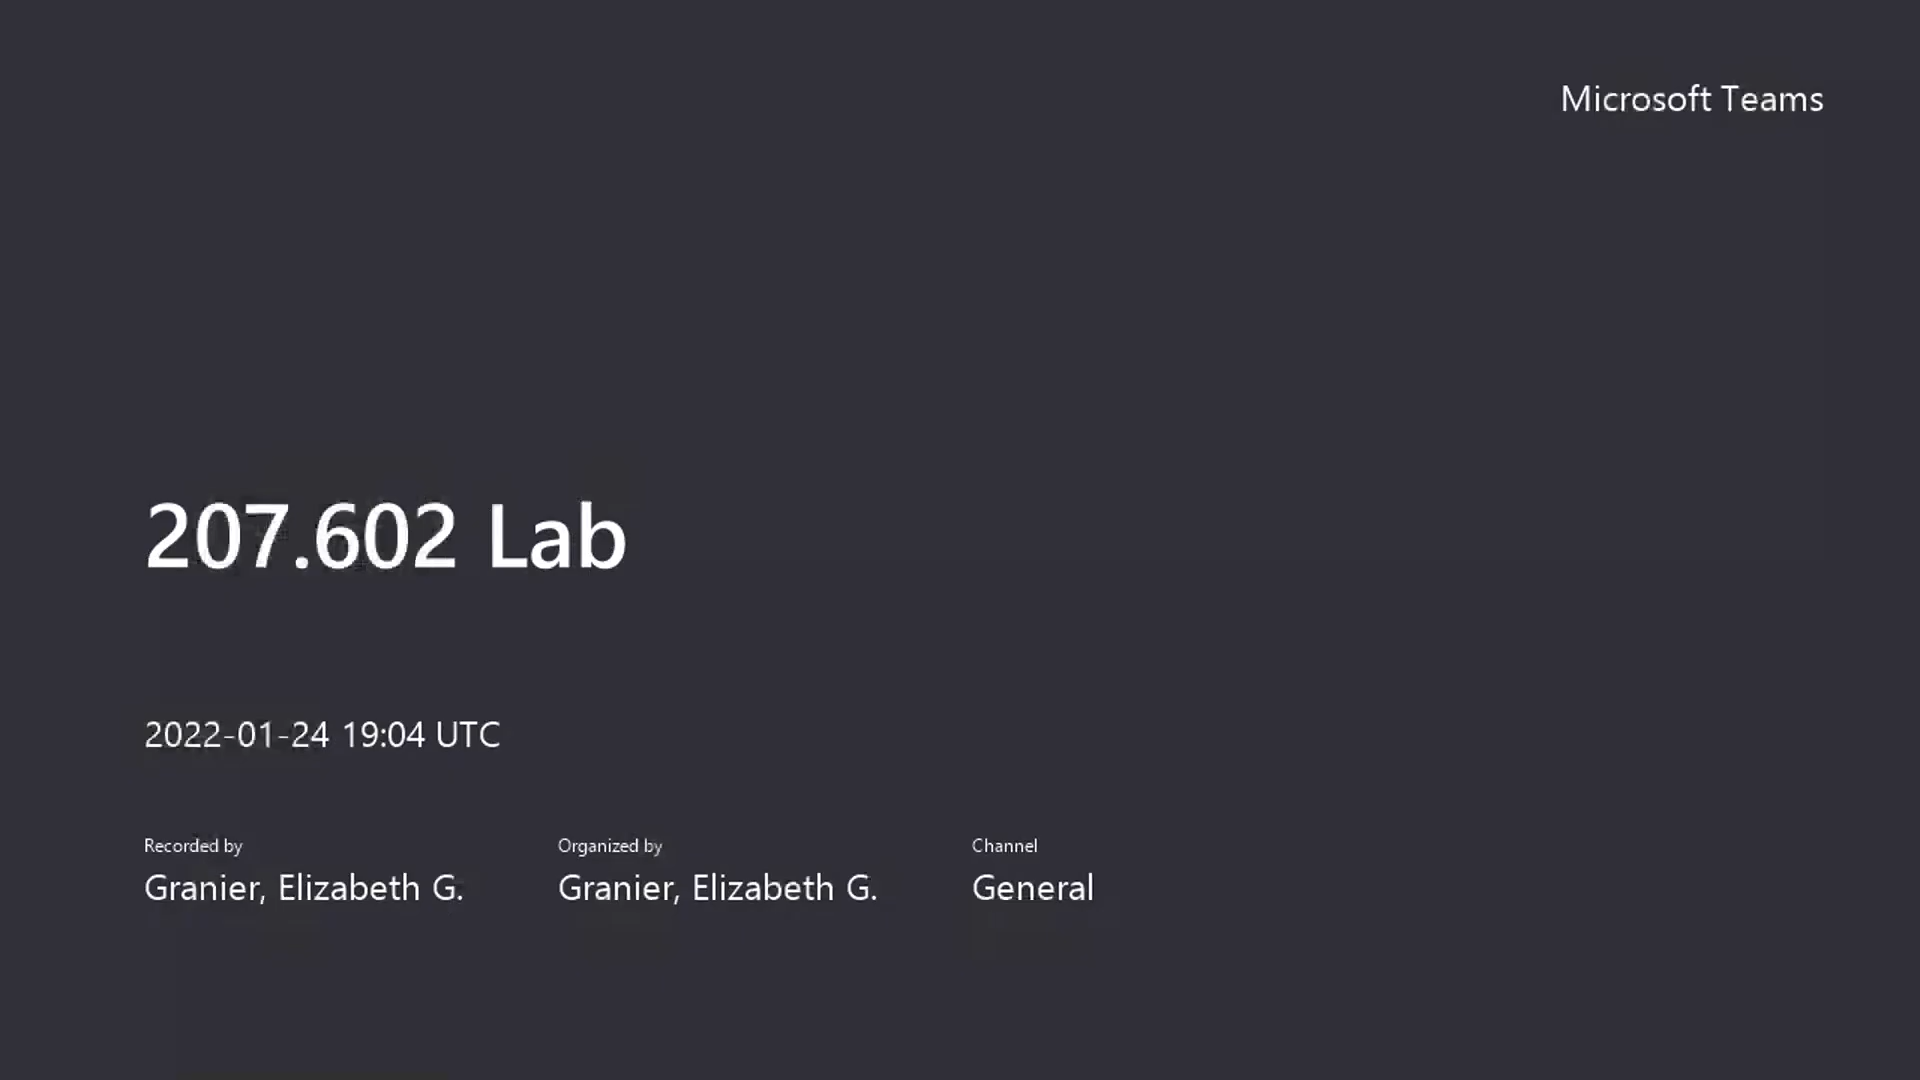 Microsoft Teams
207.602 Lab
2022-01-24 19:04 UTC
Recorded by
Granier, Elizabeth G.
Organized by
Granier, Elizabeth G.
Channel
General